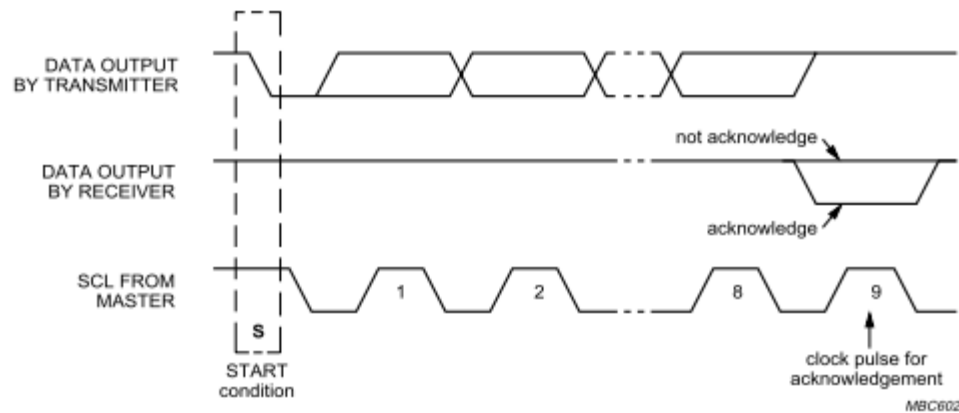 DATA OUTPUT
BY TRANSMITTER
not acknowledge
DATA OUTPUT
BY RECEIVER
acknowledge
SCL FROM
MASTER
1
2
8
9
S
START
condition
clock pulse for
acknowledgement
MBC602